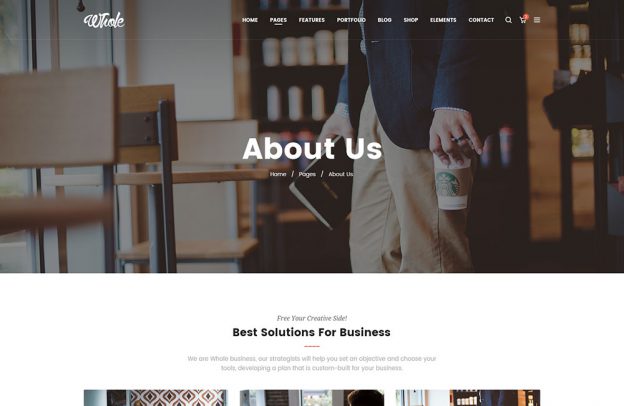 Whole
HOME PAGES FEATURES PORTFOLIO BLOG SHOP ELEMENTS CONTACT
About Us
Home / Pages / About Us
Free Your Creative Side!
Best Solutions For Business
We are Whole business, our strategists will help you set an objective and choose your
tools, developing a plan that is custom-built for your business.